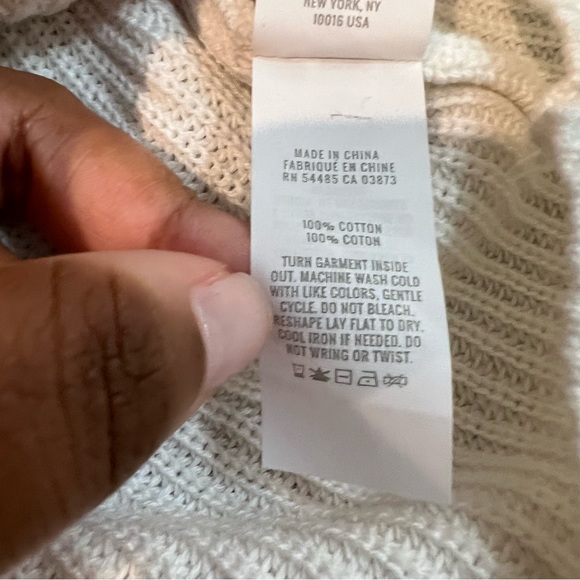 NEW YORK, NY
10016 USA
MADE IN CHINA
FABRIQUÉ EN CHINE
RN 54485 CA 03873
100% COTTON
100% COTON
TURN GARMENT INSIDE
OUT. MACHINE WASH COLD
WITH LIKE COLORS, GENTLE
CYCLE. DO NOT BLEACH.
RESHAPE LAY FLAT TO DRY.
COOL IRON IF NEEDED. DO
NOT WRING OR TWIST.